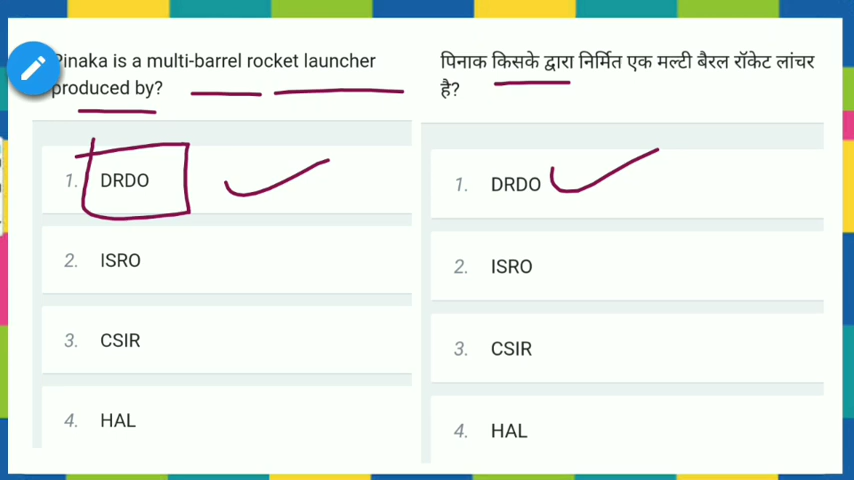 Pinaka is a multi-barrel rocket launcher
produced by?
1. DRDO
2. ISRO
3. CSIR
4. HAL
पिनाक किसके द्वारा निर्मित एक मल्टी बैरल रॉकेट लांचर
है?
1. DRDO
2. ISRO
3. CSIR
4. HAL